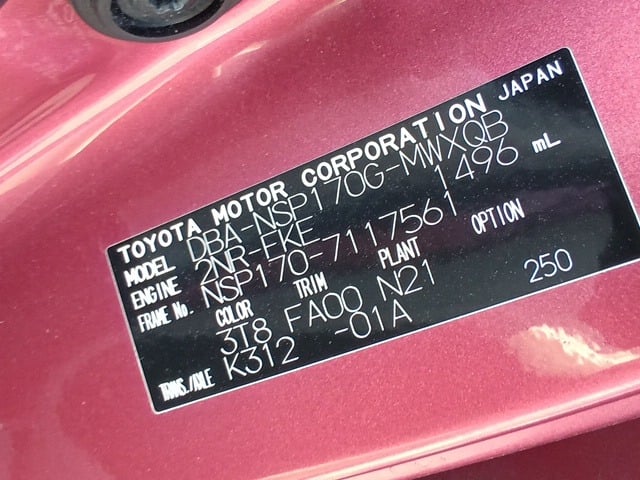 TOYOTA MOTOR CORPORATION JAPAN
MODEL DBA-NSP170G-MWXQB
ENGINE 2NR-FKE 1496 mL
FRAME No. NSP170-7117561
COLOR TRIM PLANT OPTION
3T8 FA00 N21 250
TRNS./AXLE K312 -01A